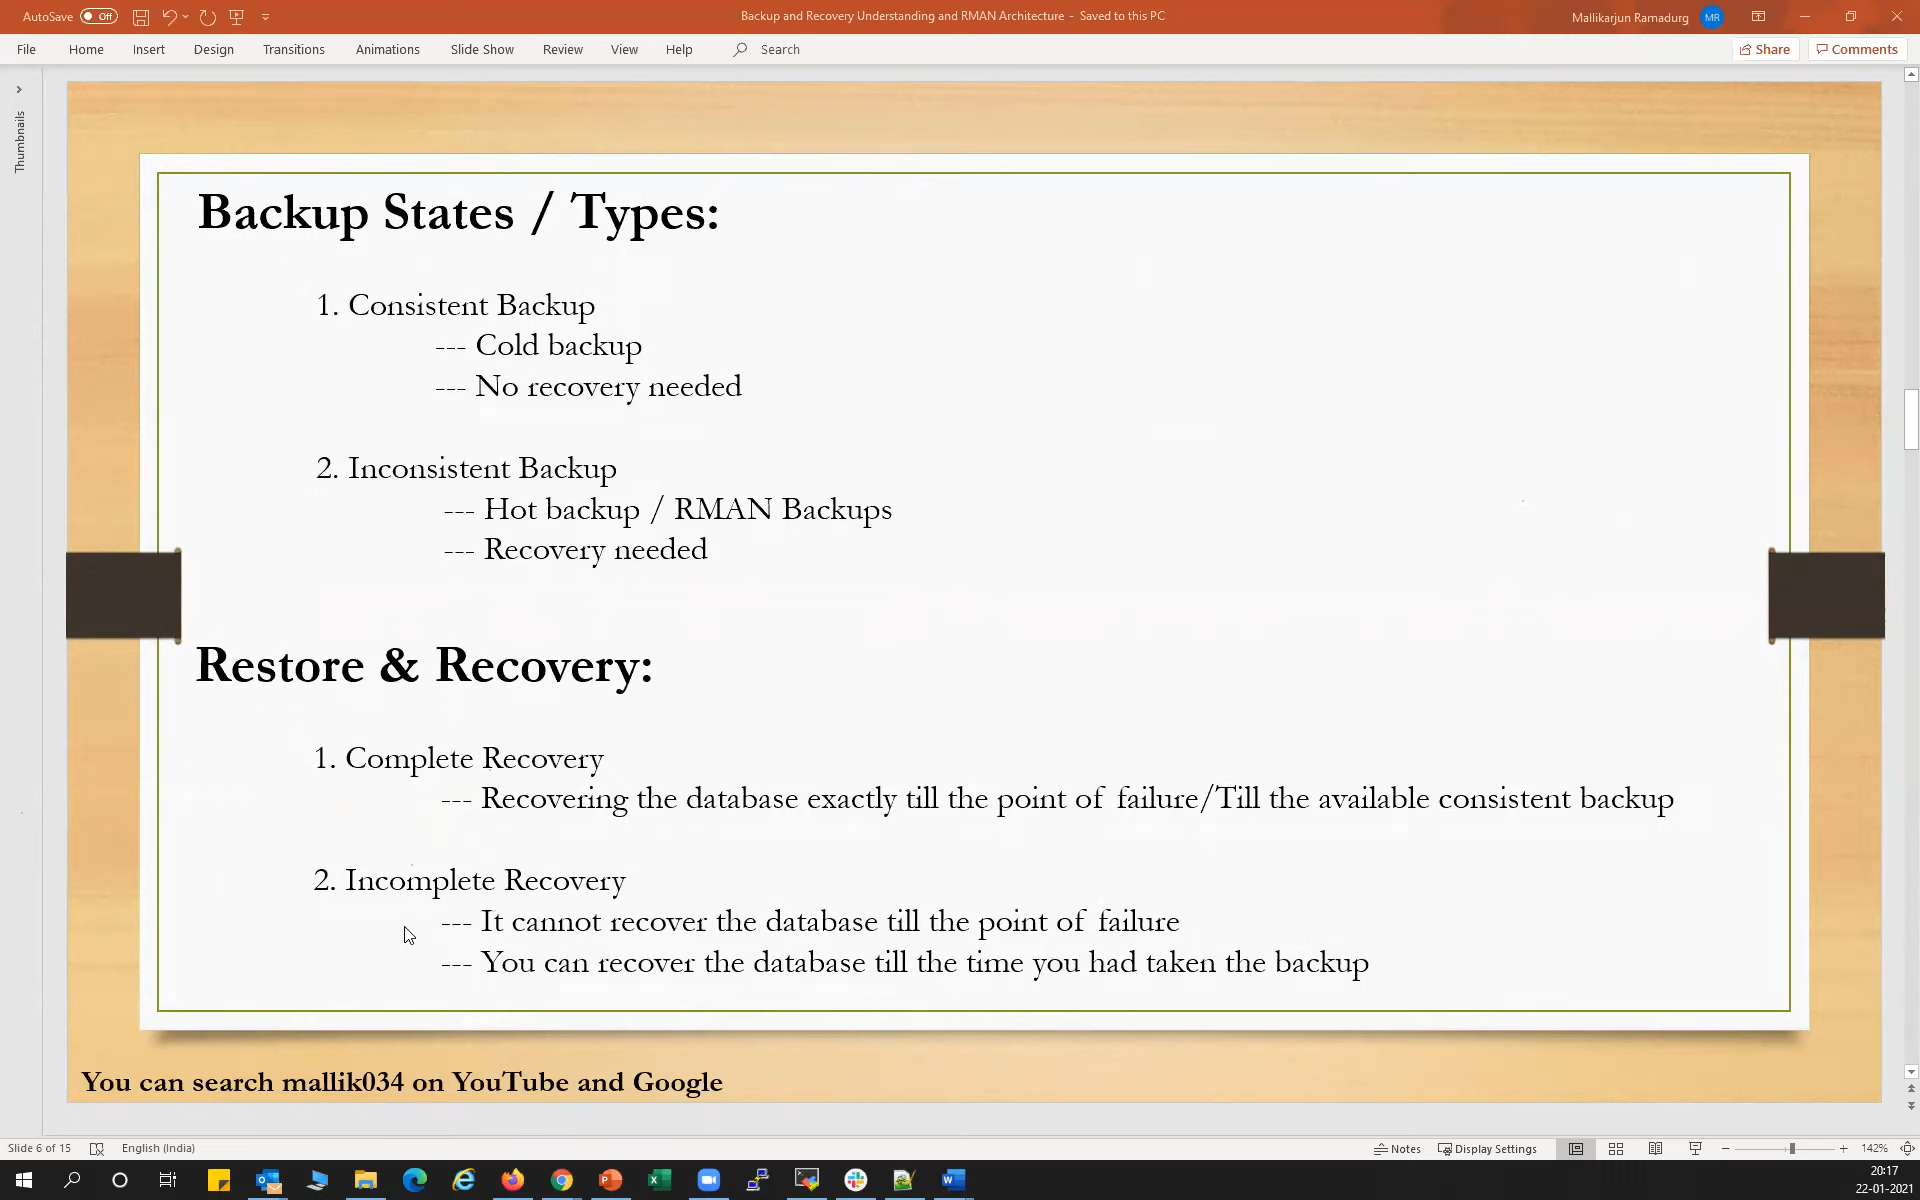 AutoSave Off
Backup and Recovery Understanding and RMAN Architecture - Saved to this PC
Mallikarjun Ramadurg MR
File Home Insert Design Transitions Animations Slide Show Review View Help Search
Share Comments
Thumbnails
Backup States / Types:
1. Consistent Backup
--- Cold backup
--- No recovery needed
2. Inconsistent Backup
--- Hot backup / RMAN Backups
--- Recovery needed
Restore & Recovery:
1. Complete Recovery
--- Recovering the database exactly till the point of failure/Till the available consistent backup
2. Incomplete Recovery
--- It cannot recover the database till the point of failure
--- You can recover the database till the time you had taken the backup
You can search mallik034 on YouTube and Google
Slide 6 of 15 English (India) Notes Display Settings 142%
20:17
22-01-2021